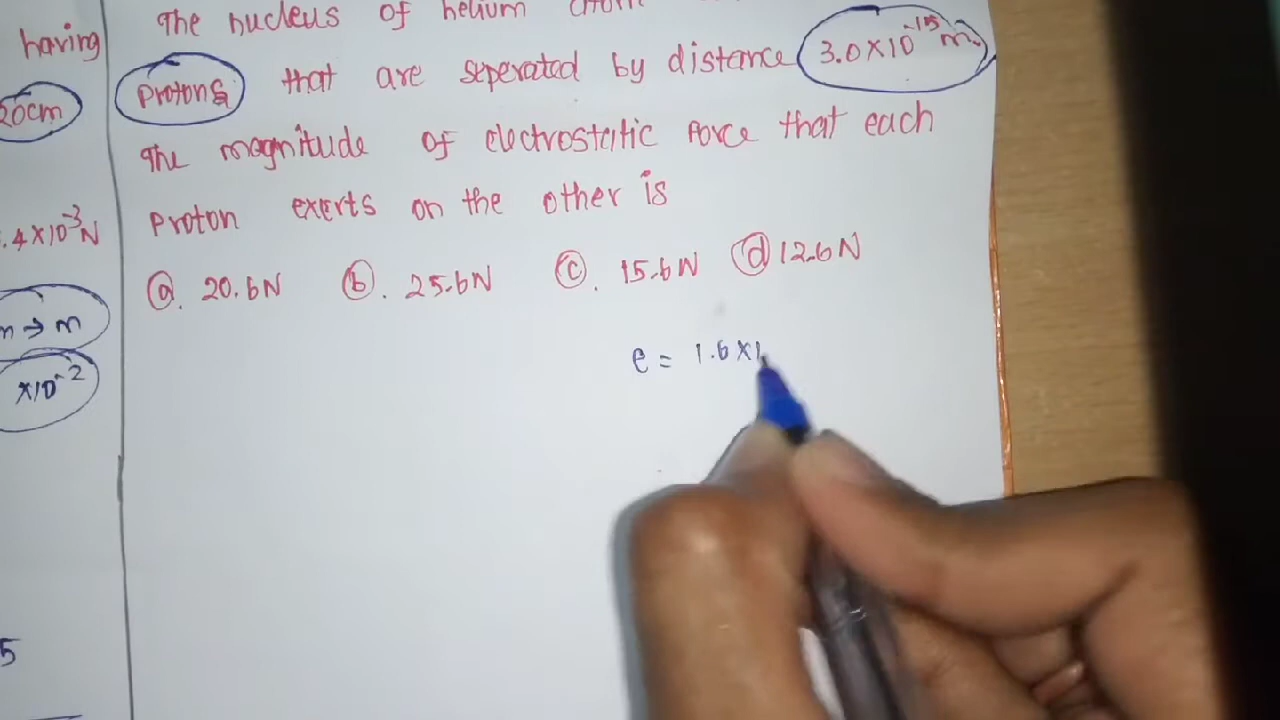 having
20cm
.4×10⁻³N
m → m
×10⁻²
5
The nucleus of helium
Protons that are seperated by distance 3.0×10⁻¹⁵m.
The magnitude of electrostatic Force that each
Proton exerts on the other is
ⓐ. 20.6N ⓑ. 25.6N ⓒ. 15.6N ⓓ 12.6N
e = 1.6×1